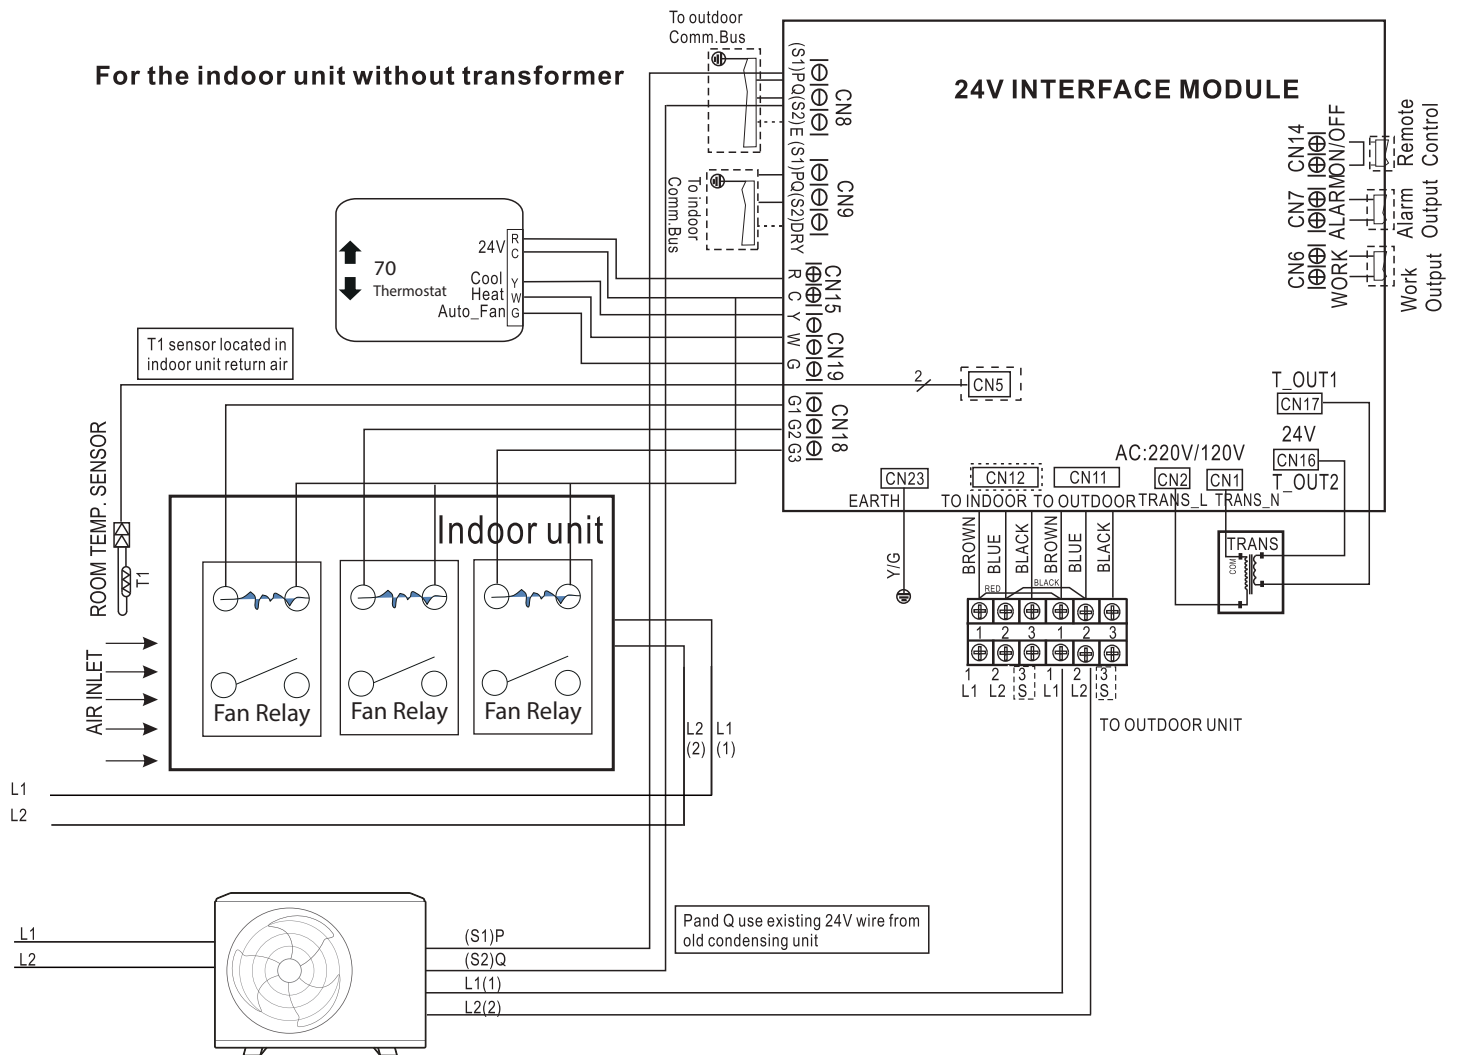 To outdoor
Comm.Bus
For the indoor unit without transformer
24V INTERFACE MODULE
(S1)PQ(S2)E
CN8
(S1)PQ(S2)DRY
CN9
To indoor
Comm.Bus
CN14
ON/OFF
Remote
Control
CN7
ALARM
Alarm
Output
CN6
WORK
Work
Output
24V
R
C
70
Thermostat
Cool
Y
Heat
W
Auto_Fan
G
R
C
CN15
Y
W
G
CN19
T1 sensor located in
indoor unit return air
2
CN5
G1
G2
G3
CN18
T_OUT1
CN17
24V
CN16
T_OUT2
AC:220V/120V
CN23
CN12
CN11
CN2
CN1
EARTH
TO INDOOR
TO OUTDOOR
TRANS_L
TRANS_N
ROOM TEMP. SENSOR
T1
Indoor unit
Y/G
BROWN
BLUE
BLACK
BROWN
BLUE
BLACK
TRANS
COM
RED
BLACK
1 2 3 1 2 3
1 2 3 1 2 3
L1 L2 S L1 L2 S
TO OUTDOOR UNIT
AIR INLET
Fan Relay
Fan Relay
Fan Relay
L2
(2)
L1
(1)
L1
L2
Pand Q use existing 24V wire from
old condensing unit
L1
L2
(S1)P
(S2)Q
L1(1)
L2(2)